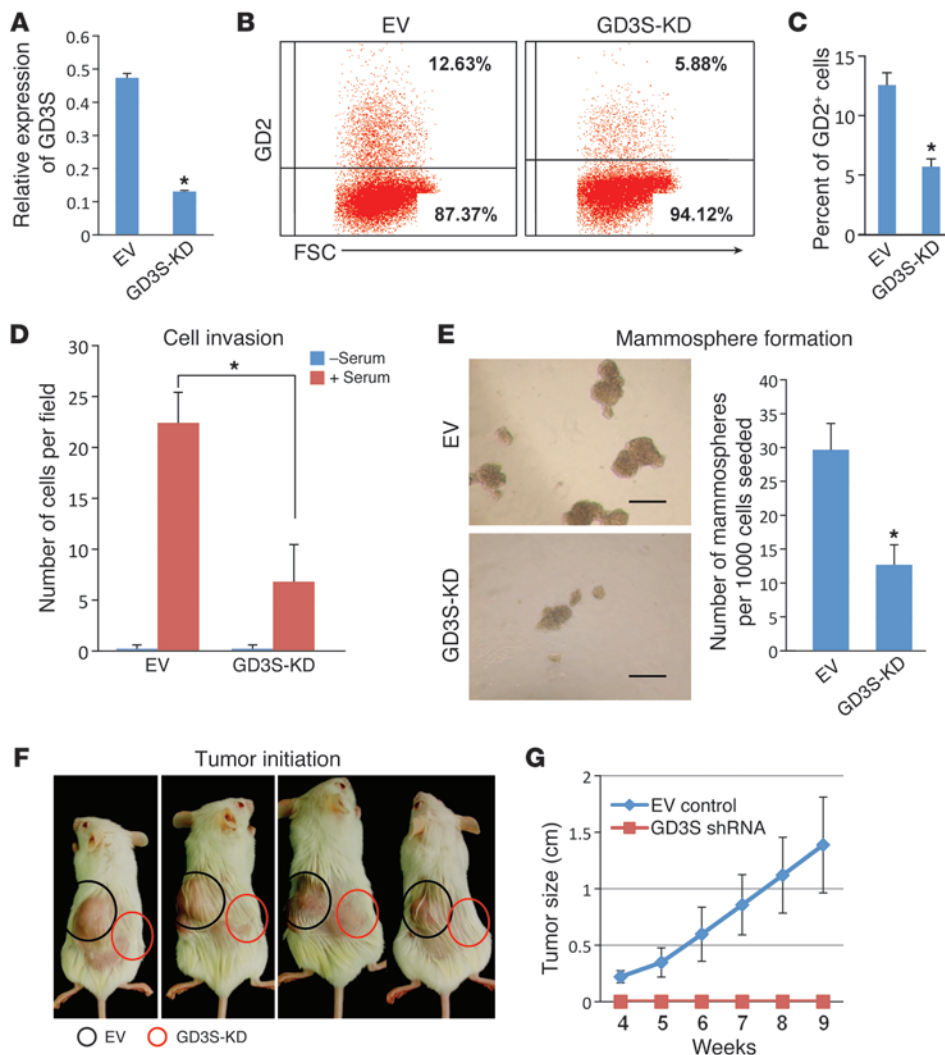 A
Relative expression
of GD3S
0.6
0.5
0.4
0.3
0.2
0.1
0
*
EV
GD3S-KD
B
EV
GD3S-KD
GD2
12.63%
5.88%
87.37%
94.12%
FSC
C
Percent of GD2⁺ cells
15
10
5
0
*
EV
GD3S-KD
D
Cell invasion
Number of cells per field
30
25
20
15
10
5
0
–Serum
+ Serum
*
EV
GD3S-KD
E
Mammosphere formation
EV
GD3S-KD
Number of mammospheres
per 1000 cells seeded
40
35
30
25
20
15
10
5
0
*
EV
GD3S-KD
F
Tumor initiation
EV
GD3S-KD
G
Tumor size (cm)
2
1.5
1
0.5
0
EV control
GD3S shRNA
4 5 6 7 8 9
Weeks